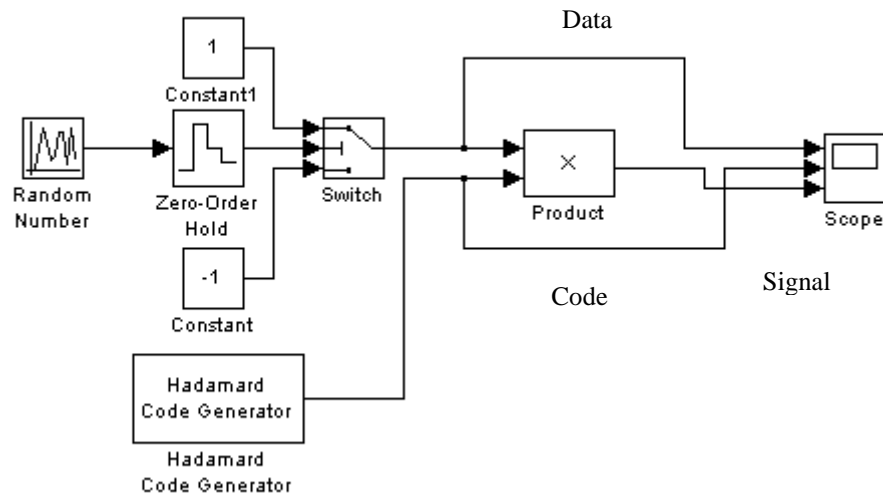 Data
1
Constant1
Random
Number
Zero-Order
Hold
Switch
Product
Scope
-1
Constant
Code
Signal
Hadamard
Code Generator
Hadamard
Code Generator